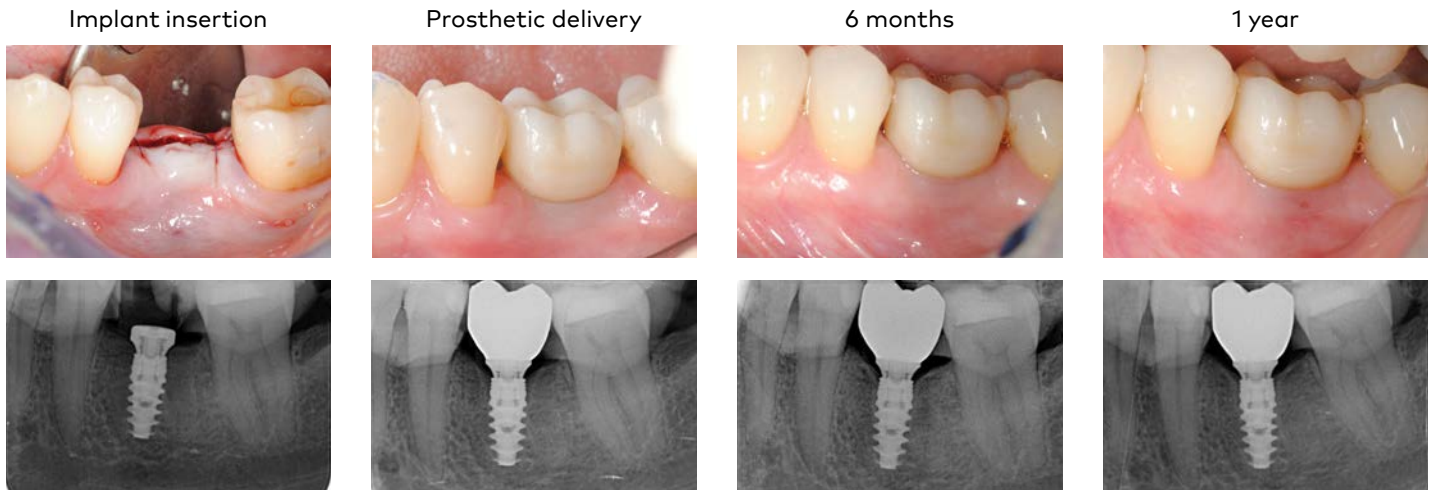 Implant insertion
Prosthetic delivery
6 months
1 year